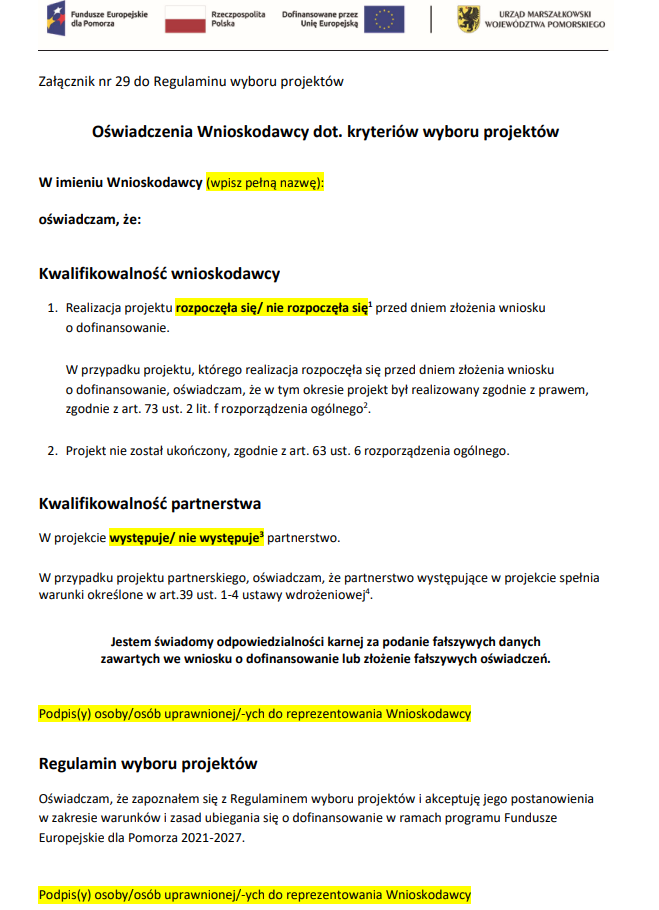 Fundusze Europejskie
dla Pomorza
Rzeczpospolita
Polska
Dofinansowane przez
Unię Europejską
URZĄD MARSZAŁKOWSKI
WOJEWÓDZTWA POMORSKIEGO
Załącznik nr 29 do Regulaminu wyboru projektów
Oświadczenia Wnioskodawcy dot. kryteriów wyboru projektów
W imieniu Wnioskodawcy (wpisz pełną nazwę):
oświadczam, że:
Kwalifikowalność wnioskodawcy
1. Realizacja projektu rozpoczęła się/ nie rozpoczęła się¹ przed dniem złożenia wniosku
o dofinansowanie.
W przypadku projektu, którego realizacja rozpoczęła się przed dniem złożenia wniosku
o dofinansowanie, oświadczam, że w tym okresie projekt był realizowany zgodnie z prawem,
zgodnie z art. 73 ust. 2 lit. f rozporządzenia ogólnego².
2. Projekt nie został ukończony, zgodnie z art. 63 ust. 6 rozporządzenia ogólnego.
Kwalifikowalność partnerstwa
W projekcie występuje/ nie występuje³ partnerstwo.
W przypadku projektu partnerskiego, oświadczam, że partnerstwo występujące w projekcie spełnia
warunki określone w art.39 ust. 1-4 ustawy wdrożeniowej⁴.
Jestem świadomy odpowiedzialności karnej za podanie fałszywych danych
zawartych we wniosku o dofinansowanie lub złożenie fałszywych oświadczeń.
Podpis(y) osoby/osób uprawnionej/-ych do reprezentowania Wnioskodawcy
Regulamin wyboru projektów
Oświadczam, że zapoznałem się z Regulaminem wyboru projektów i akceptuję jego postanowienia
w zakresie warunków i zasad ubiegania się o dofinansowanie w ramach programu Fundusze
Europejskie dla Pomorza 2021-2027.
Podpis(y) osoby/osób uprawnionej/-ych do reprezentowania Wnioskodawcy